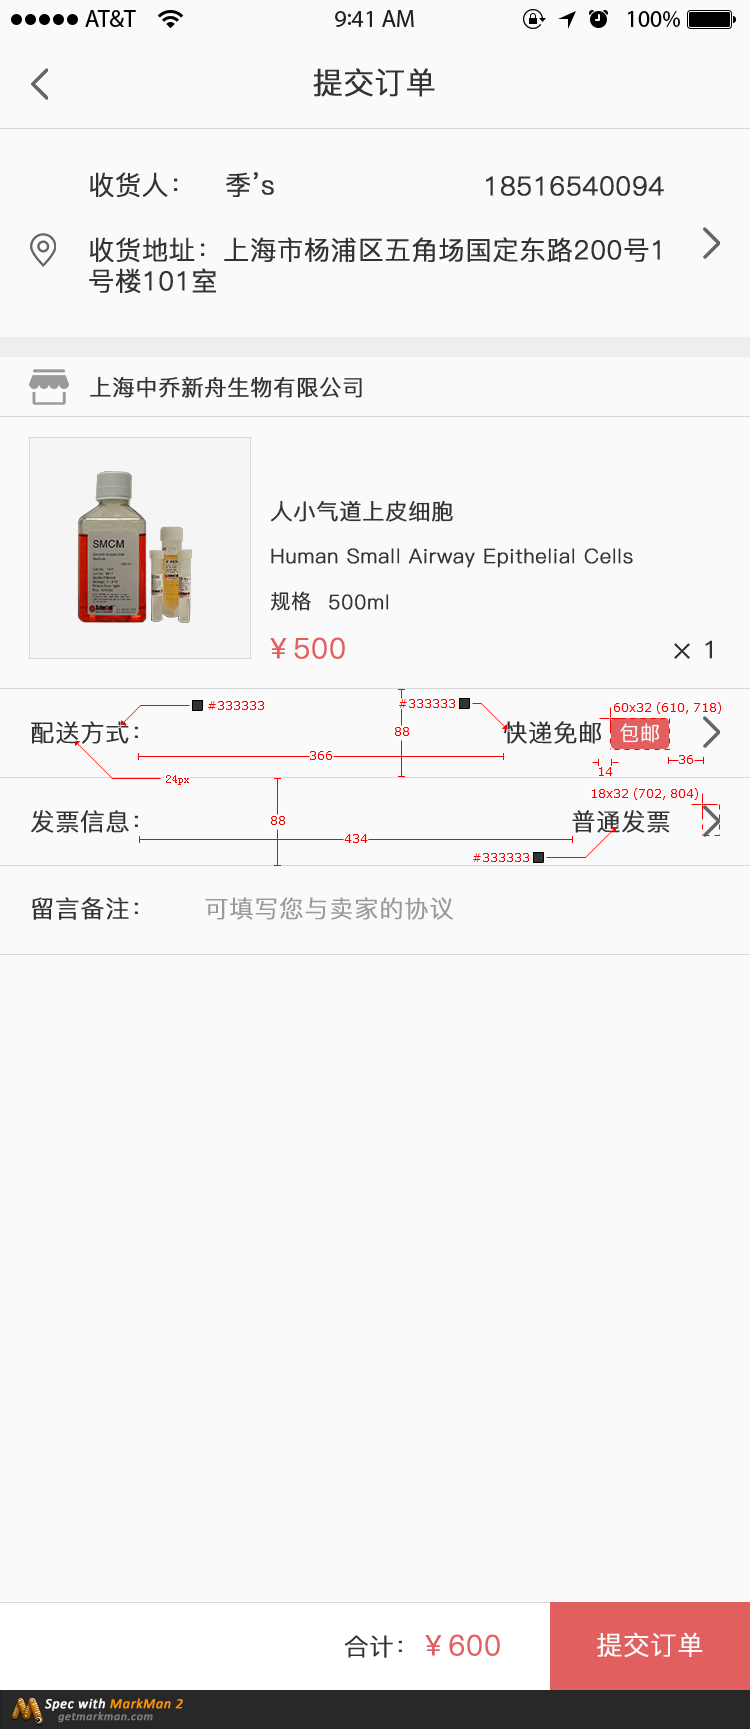 AT&T 9:41 AM 100%
提交订单
收货人： 季's 18516540094
收货地址：上海市杨浦区五角场国定东路200号1
号楼101室
上海中乔新舟生物有限公司
SMCM
人小气道上皮细胞
Human Small Airway Epithelial Cells
规格 500ml
¥500 × 1
#333333 #333333 60x32 (610, 718)
配送方式： 88 快递免邮 包邮
366 14 36
24px
18x32 (702, 804)
发票信息： 88 普通发票
434
#333333
留言备注： 可填写您与卖家的协议
合计： ¥600 提交订单
Spec with MarkMan 2
getmarkman.com